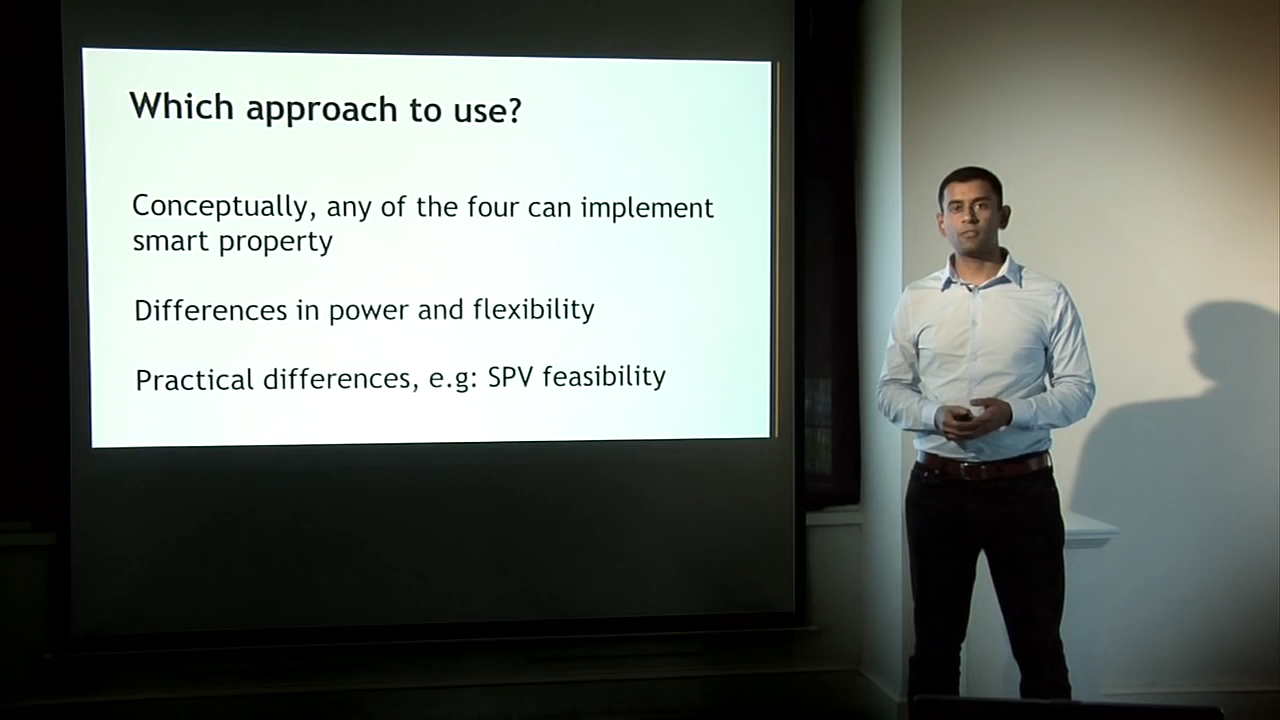 Which approach to use?
Conceptually, any of the four can implement
smart property
Differences in power and flexibility
Practical differences, e.g: SPV feasibility